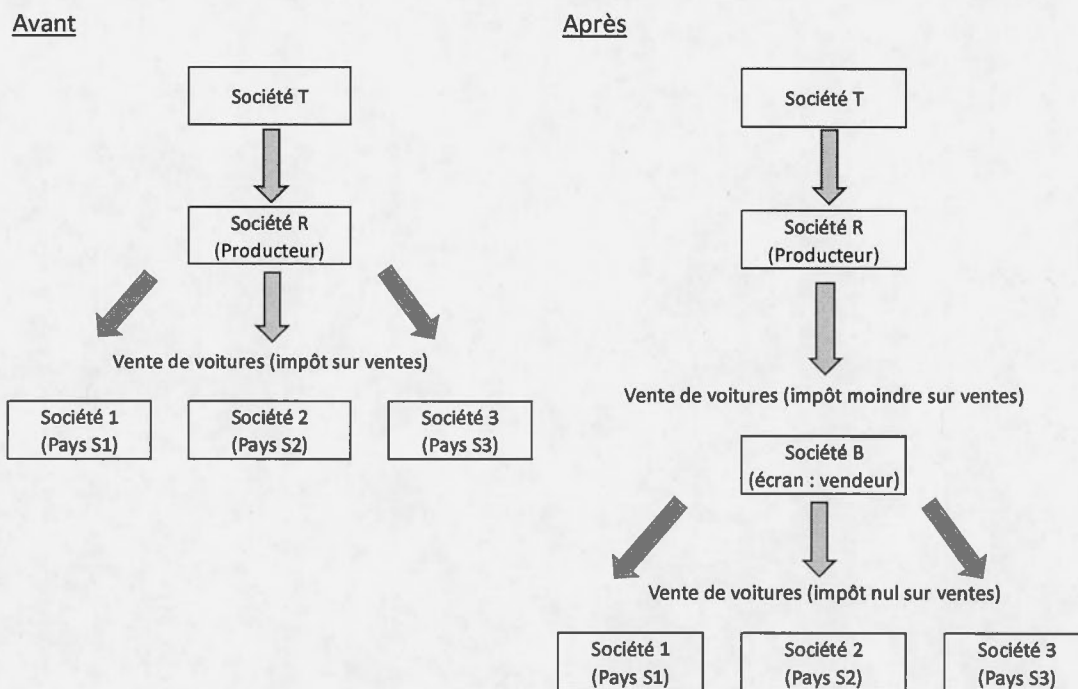 Avant
Société T
Société R
(Producteur)
Vente de voitures (impôt sur ventes)
Société 1
(Pays S1)
Société 2
(Pays S2)
Société 3
(Pays S3)
Après
Société T
Société R
(Producteur)
Vente de voitures (impôt moindre sur ventes)
Société B
(écran : vendeur)
Vente de voitures (impôt nul sur ventes)
Société 1
(Pays S1)
Société 2
(Pays S2)
Société 3
(Pays S3)